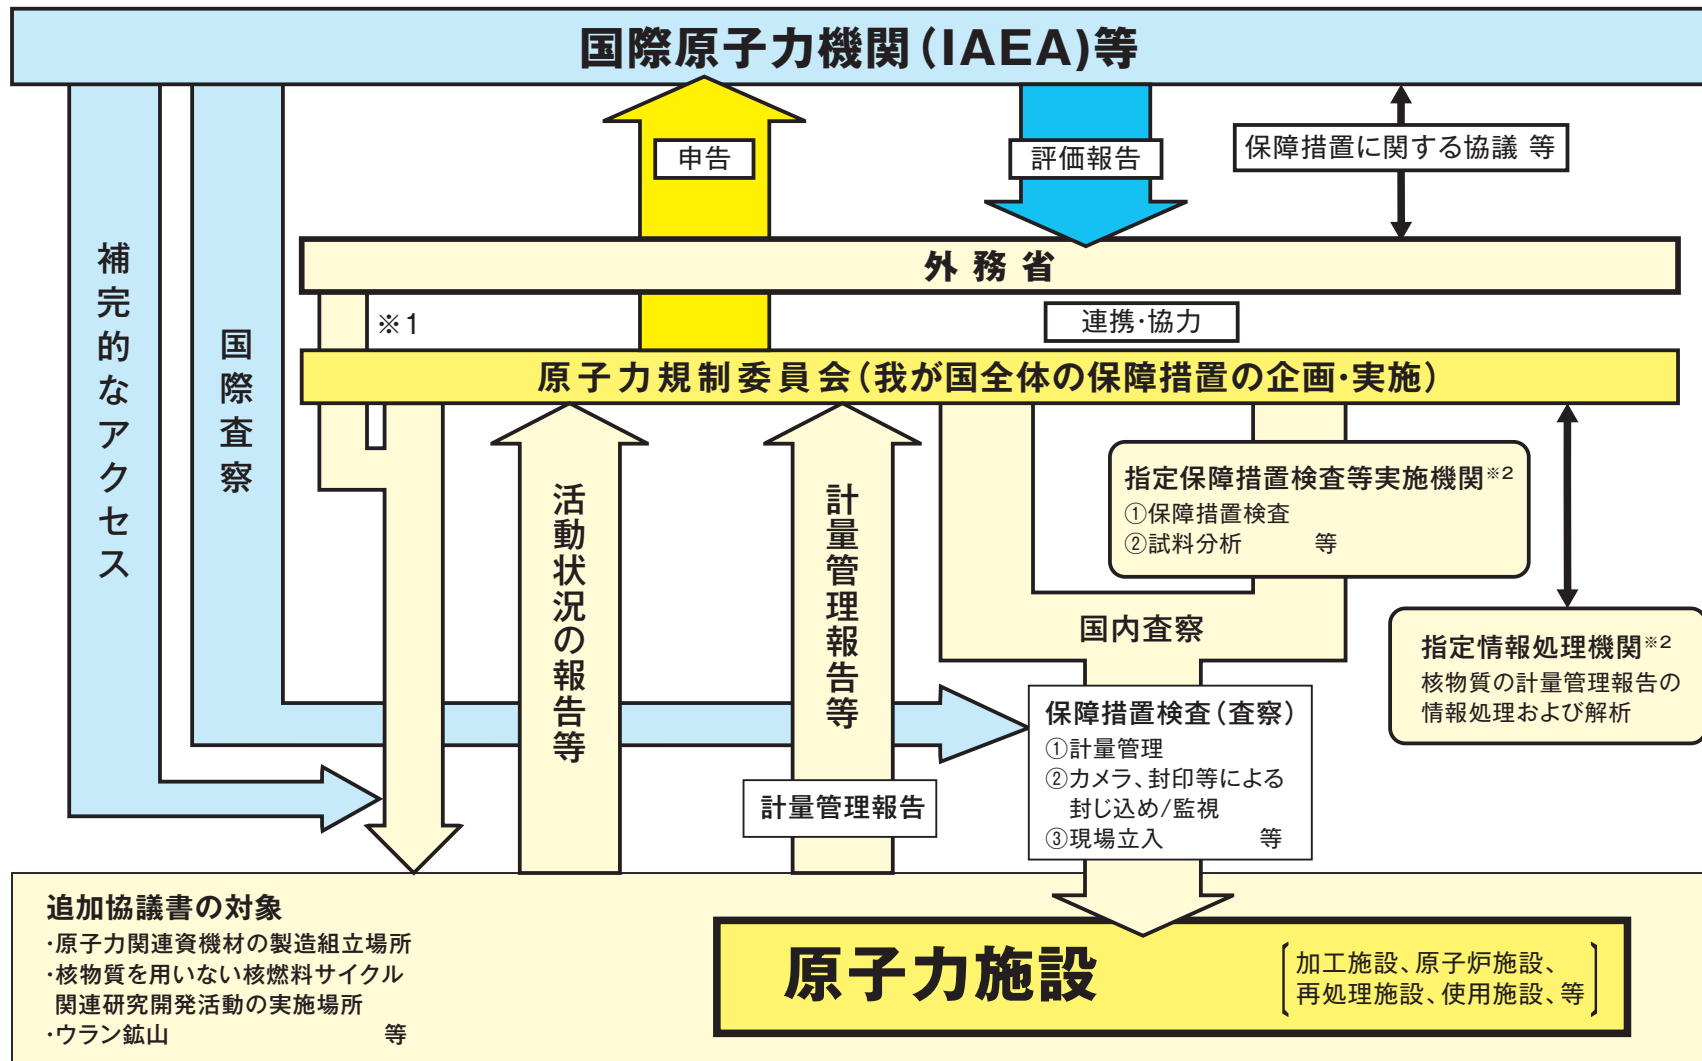 国際原子力機関(IAEA)等
申告
評価報告
保障措置に関する協議 等
外務省
※1
連携・協力
原子力規制委員会(我が国全体の保障措置の企画・実施)
補完的なアクセス
国際査察
活動状況の報告等
計量管理報告等
指定保障措置検査等実施機関※2
①保障措置検査
②試料分析 等
国内査察
指定情報処理機関※2
核物質の計量管理報告の
情報処理および解析
保障措置検査(査察)
①計量管理
②カメラ、封印等による
封じ込め/監視
③現場立入 等
計量管理報告
追加協議書の対象
・原子力関連資機材の製造組立場所
・核物質を用いない核燃料サイクル
関連研究開発活動の実施場所
・ウラン鉱山 等
原子力施設
加工施設、原子炉施設、
再処理施設、使用施設、等